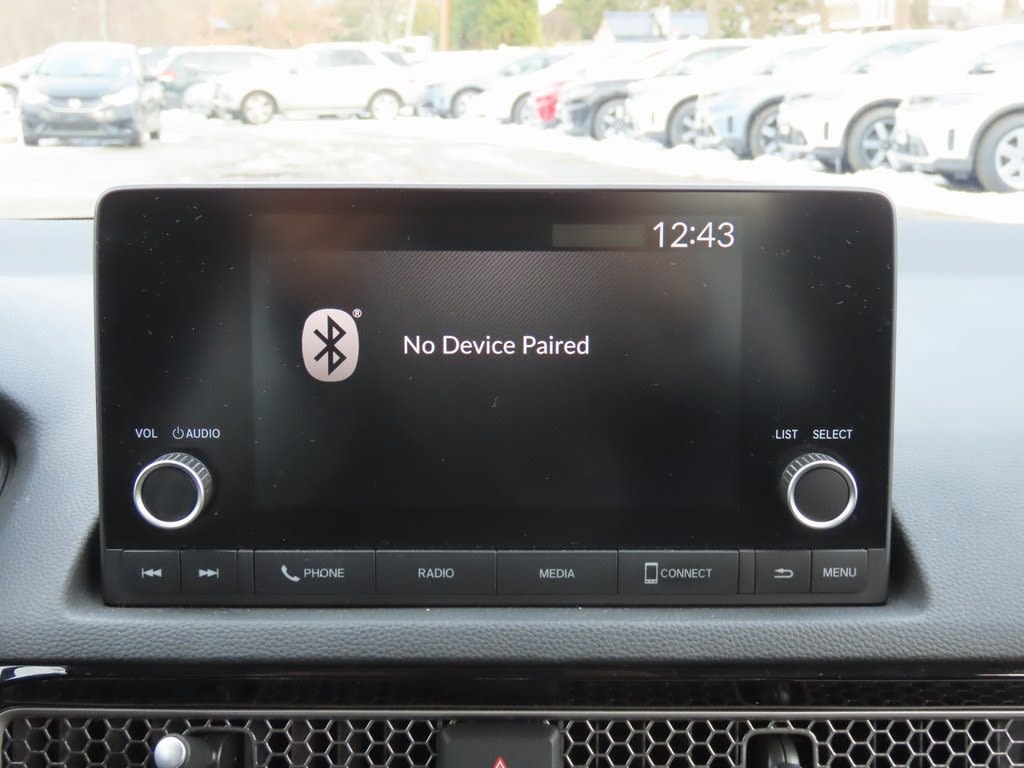 12:43
®
No Device Paired
VOL AUDIO
LIST SELECT
PHONE RADIO MEDIA CONNECT MENU